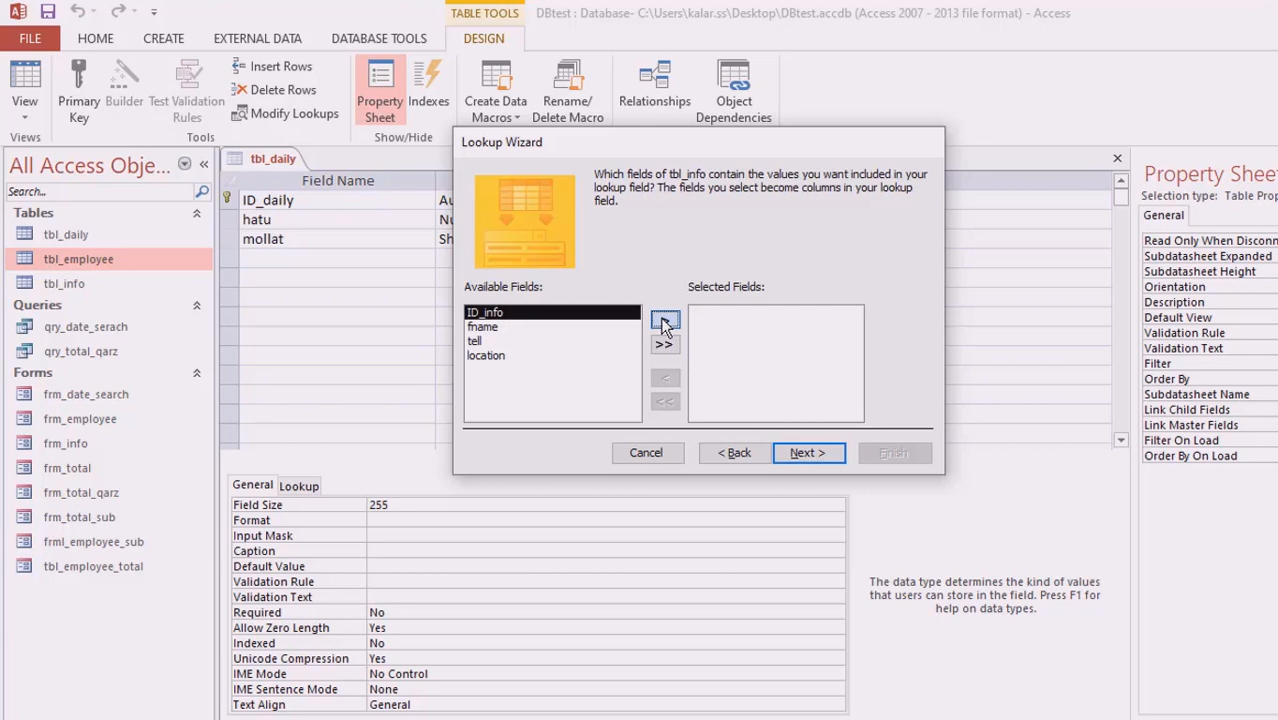 TABLE TOOLS
DBtest : Database- C:\Users\kalar.ss\Desktop\DBtest.accdb (Access 2007 - 2013 file format) - Access
FILE HOME CREATE EXTERNAL DATA DATABASE TOOLS DESIGN
View
Primary Key
Builder
Test Validation Rules
Insert Rows
Delete Rows
Modify Lookups
Property Sheet
Indexes
Create Data Macros
Rename/ Delete Macro
Relationships
Object Dependencies
Views
Tools
Show/Hide
All Access Obje...
Search...
Tables
tbl_daily
tbl_employee
tbl_info
Queries
qry_date_serach
qry_total_qarz
Forms
frm_date_search
frm_employee
frm_info
frm_total
frm_total_qarz
frm_total_sub
frml_employee_sub
tbl_employee_total
tbl_daily
Field Name
ID_daily Au
hatu Nu
mollat Sh
Lookup Wizard
Which fields of tbl_info contain the values you want included in your
lookup field? The fields you select become columns in your lookup
field.
Available Fields:
ID_info
fname
tell
location
>
>>
<
<<
Selected Fields:
Cancel
< Back
Next >
Finish
General Lookup
Field Size 255
Format
Input Mask
Caption
Default Value
Validation Rule
Validation Text
Required No
Allow Zero Length Yes
Indexed No
Unicode Compression Yes
IME Mode No Control
IME Sentence Mode None
Text Align General
The data type determines the kind of values
that users can store in the field. Press F1 for
help on data types.
Property Shee
Selection type: Table Prope
General
Read Only When Disconn
Subdatasheet Expanded
Subdatasheet Height
Orientation
Description
Default View
Validation Rule
Validation Text
Filter
Order By
Subdatasheet Name
Link Child Fields
Link Master Fields
Filter On Load
Order By On Load